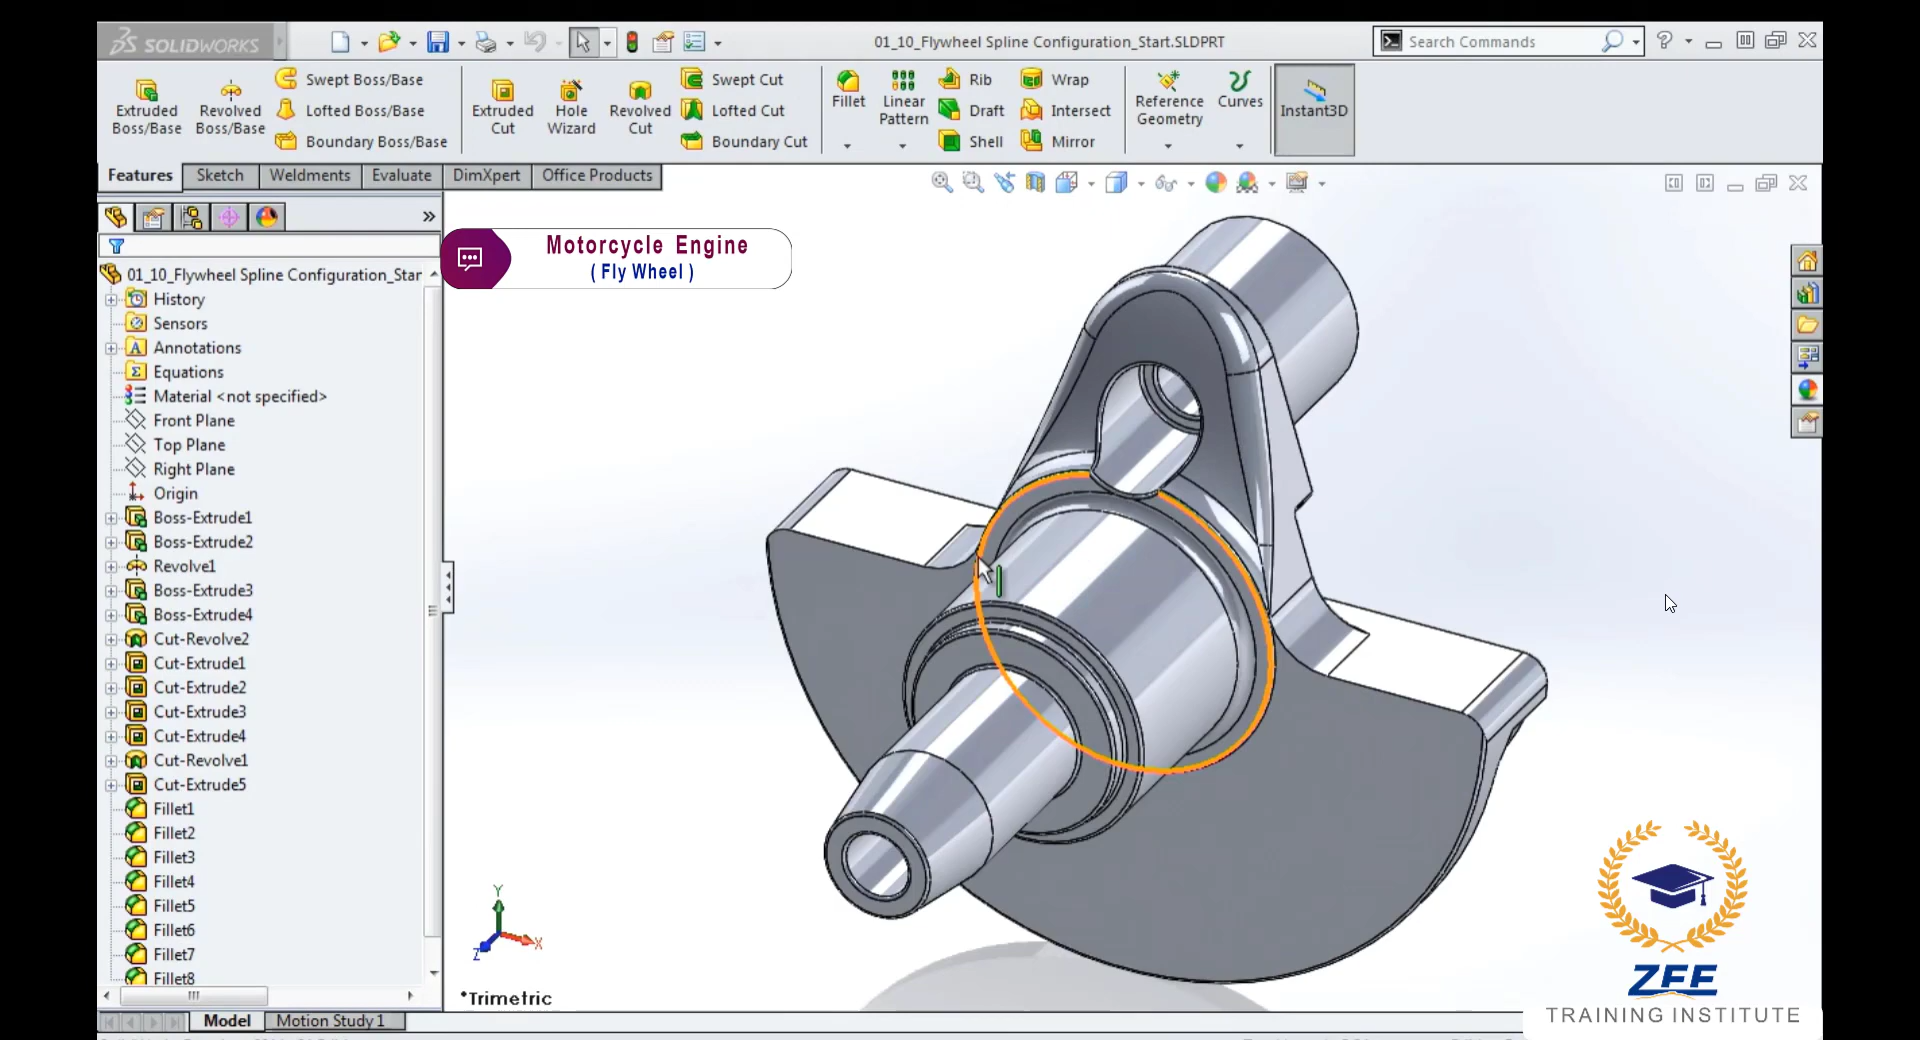 SOLIDWORKS
01_10_Flywheel Spline Configuration_Start.SLDPRT
Search Commands
Extruded Boss/Base
Revolved Boss/Base
Swept Boss/Base
Lofted Boss/Base
Boundary Boss/Base
Extruded Cut
Hole Wizard
Revolved Cut
Swept Cut
Lofted Cut
Boundary Cut
Fillet
Linear Pattern
Rib
Draft
Shell
Wrap
Intersect
Mirror
Reference Geometry
Curves
Instant3D
Features
Sketch
Weldments
Evaluate
DimXpert
Office Products
Motorcycle Engine
( Fly Wheel )
01_10_Flywheel Spline Configuration_Star
History
Sensors
Annotations
Equations
Material <not specified>
Front Plane
Top Plane
Right Plane
Origin
Boss-Extrude1
Boss-Extrude2
Revolve1
Boss-Extrude3
Boss-Extrude4
Cut-Revolve2
Cut-Extrude1
Cut-Extrude2
Cut-Extrude3
Cut-Extrude4
Cut-Revolve1
Cut-Extrude5
Fillet1
Fillet2
Fillet3
Fillet4
Fillet5
Fillet6
Fillet7
Fillet8
Y
X
Z
*Trimetric
Model
Motion Study 1
ZEE
TRAINING INSTITUTE